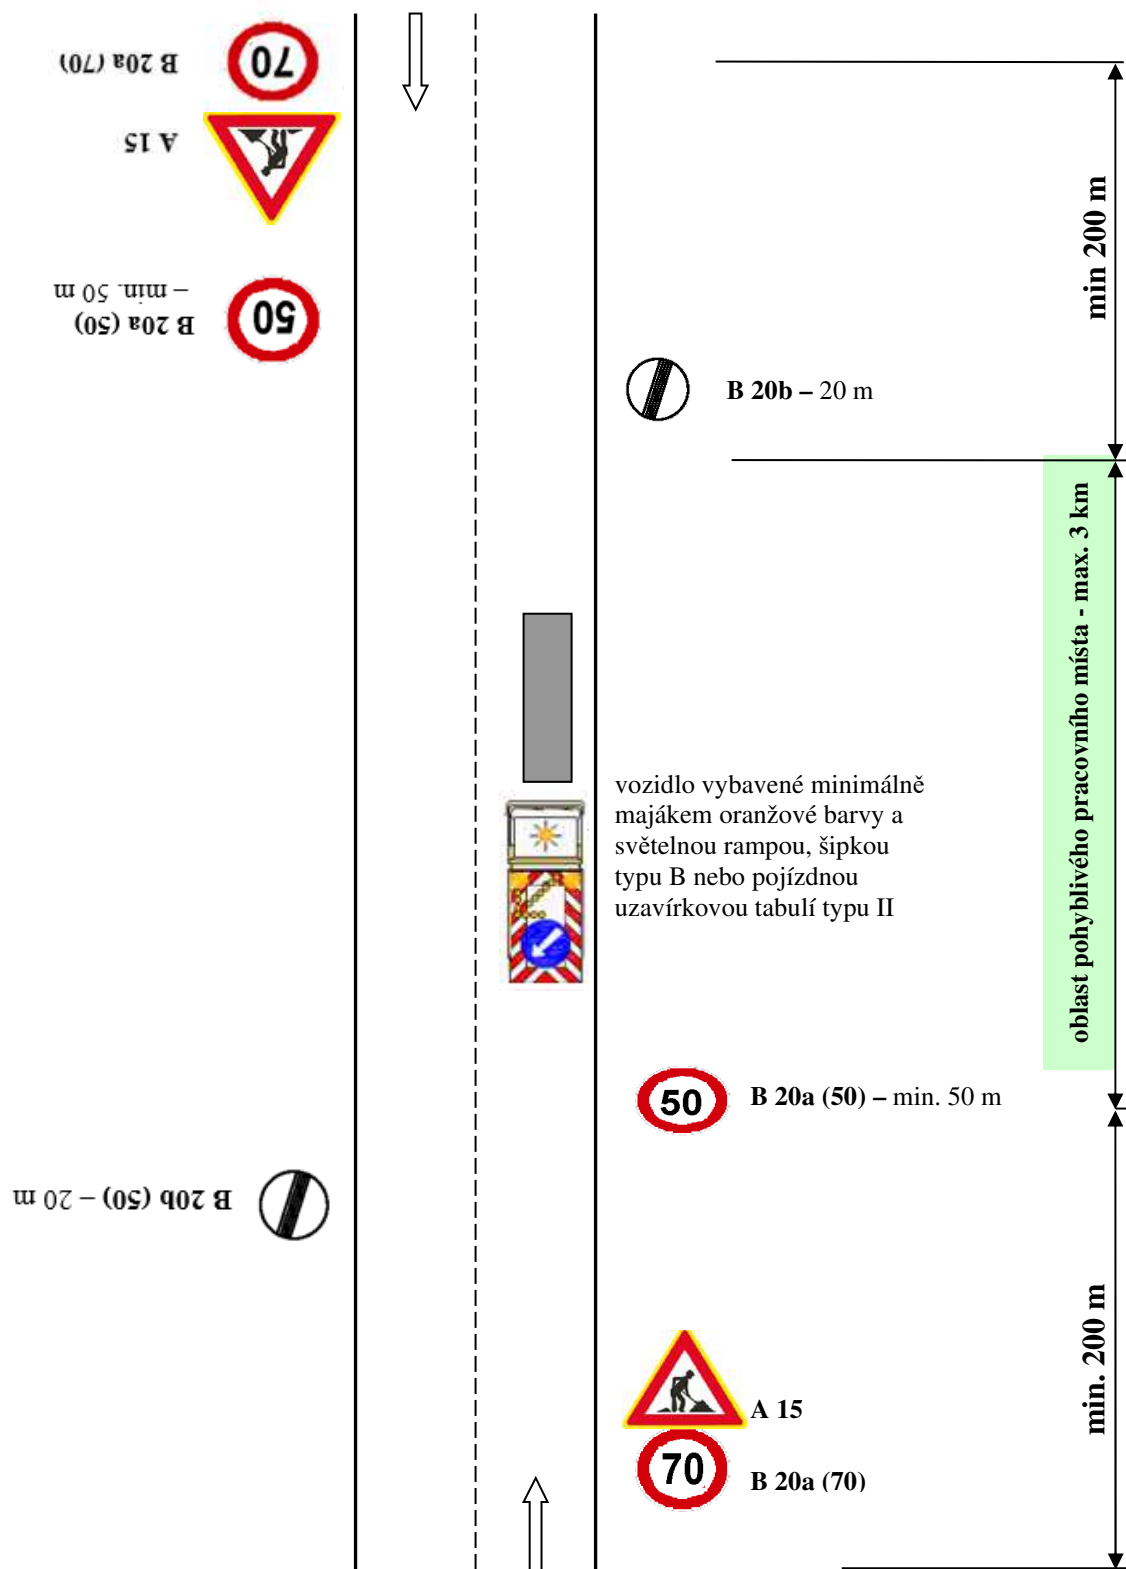 70
B 20a (70)
A 15
50
B 20a (50)
– min. 50 m
min 200 m
B 20b – 20 m
oblast pohyblivého pracovního místa - max. 3 km
vozidlo vybavené minimálně
majákem oranžové barvy a
světelnou rampou, šipkou
typu B nebo pojízdnou
uzavírkovou tabulí typu II
50
B 20a (50) – min. 50 m
B 20b (50) – 20 m
min. 200 m
A 15
70
B 20a (70)